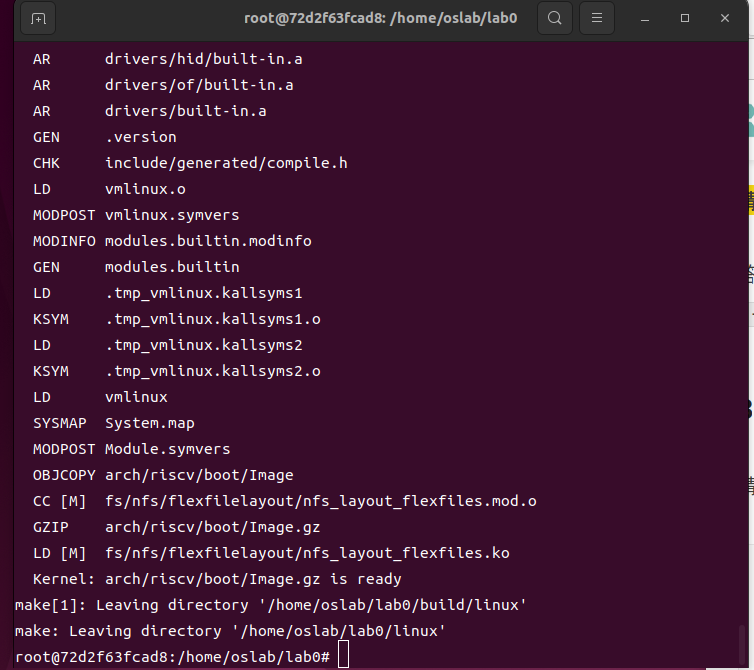 root@72d2f63fcad8: /home/oslab/lab0
AR drivers/hid/built-in.a
AR drivers/of/built-in.a
AR drivers/built-in.a
GEN .version
CHK include/generated/compile.h
LD vmlinux.o
MODPOST vmlinux.symvers
MODINFO modules.builtin.modinfo
GEN modules.builtin
LD .tmp_vmlinux.kallsyms1
KSYM .tmp_vmlinux.kallsyms1.o
LD .tmp_vmlinux.kallsyms2
KSYM .tmp_vmlinux.kallsyms2.o
LD vmlinux
SYSMAP System.map
MODPOST Module.symvers
OBJCOPY arch/riscv/boot/Image
CC [M] fs/nfs/flexfilelayout/nfs_layout_flexfiles.mod.o
GZIP arch/riscv/boot/Image.gz
LD [M] fs/nfs/flexfilelayout/nfs_layout_flexfiles.ko
Kernel: arch/riscv/boot/Image.gz is ready
make[1]: Leaving directory '/home/oslab/lab0/build/linux'
make: Leaving directory '/home/oslab/lab0/linux'
root@72d2f63fcad8:/home/oslab/lab0#